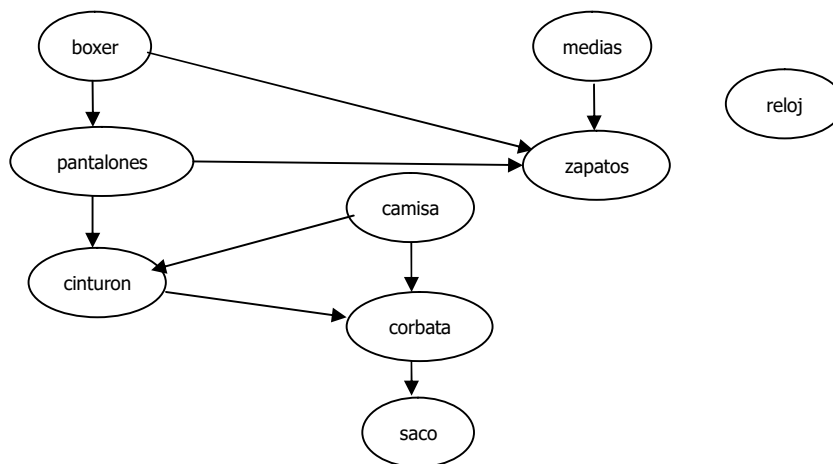 boxer
medias
reloj
pantalones
zapatos
camisa
cinturon
corbata
saco